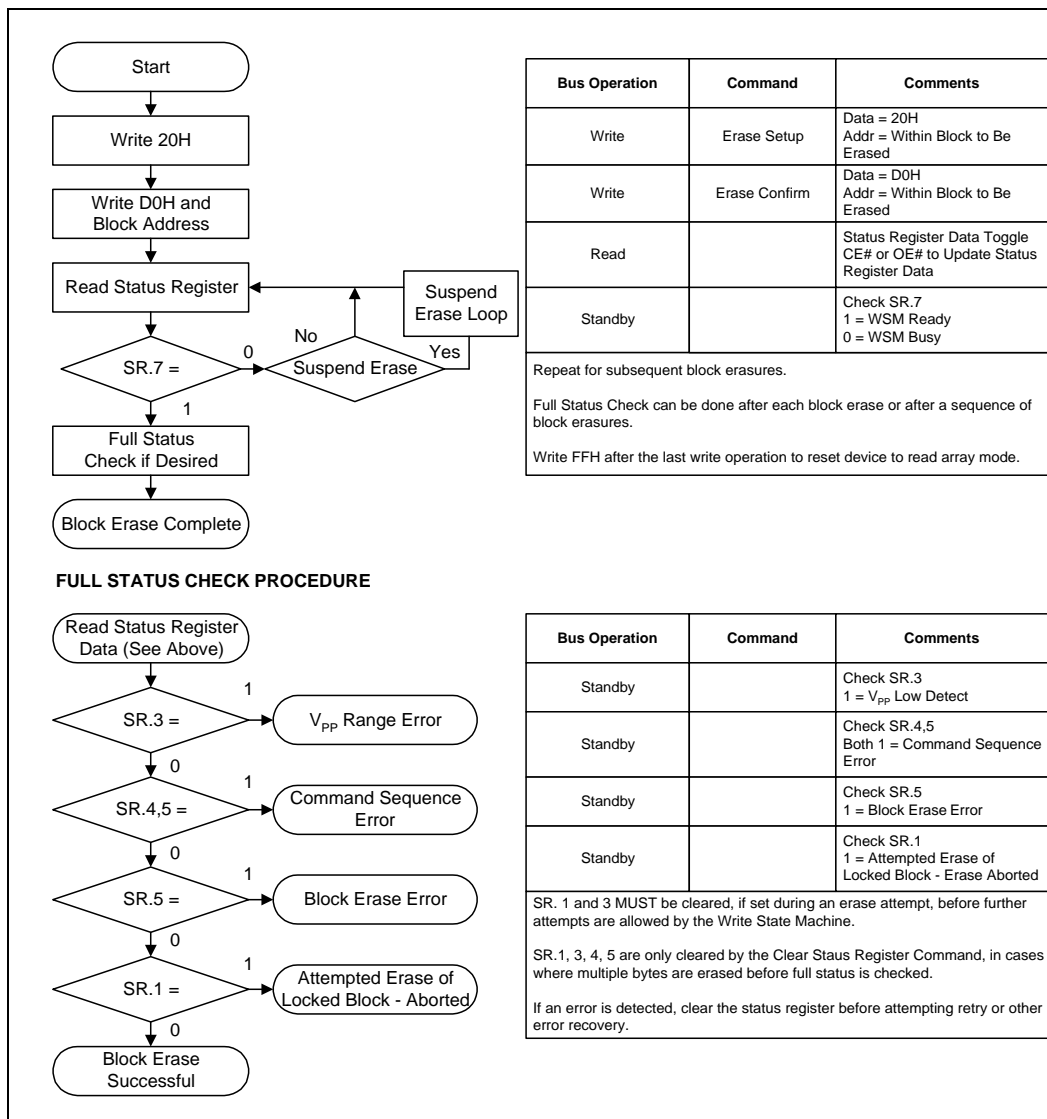 Start
Write 20H
Write D0H and
Block Address
Read Status Register
SR.7 =
0
1
No
Suspend Erase
Yes
Suspend
Erase Loop
Full Status
Check if Desired
Block Erase Complete
Bus Operation Command Comments
Write Erase Setup Data = 20H
Addr = Within Block to Be
Erased
Write Erase Confirm Data = D0H
Addr = Within Block to Be
Erased
Read Status Register Data Toggle
CE# or OE# to Update Status
Register Data
Standby Check SR.7
1 = WSM Ready
0 = WSM Busy
Repeat for subsequent block erasures.
Full Status Check can be done after each block erase or after a sequence of
block erasures.
Write FFH after the last write operation to reset device to read array mode.
FULL STATUS CHECK PROCEDURE
Read Status Register
Data (See Above)
SR.3 =
1
VPP Range Error
0
SR.4,5 =
1
Command Sequence
Error
0
SR.5 =
1
Block Erase Error
0
SR.1 =
1
Attempted Erase of
Locked Block - Aborted
0
Block Erase
Successful
Bus Operation Command Comments
Standby Check SR.3
1 = VPP Low Detect
Standby Check SR.4,5
Both 1 = Command Sequence
Error
Standby Check SR.5
1 = Block Erase Error
Standby Check SR.1
1 = Attempted Erase of
Locked Block - Erase Aborted
SR. 1 and 3 MUST be cleared, if set during an erase attempt, before further
attempts are allowed by the Write State Machine.
SR.1, 3, 4, 5 are only cleared by the Clear Staus Register Command, in cases
where multiple bytes are erased before full status is checked.
If an error is detected, clear the status register before attempting retry or other
error recovery.